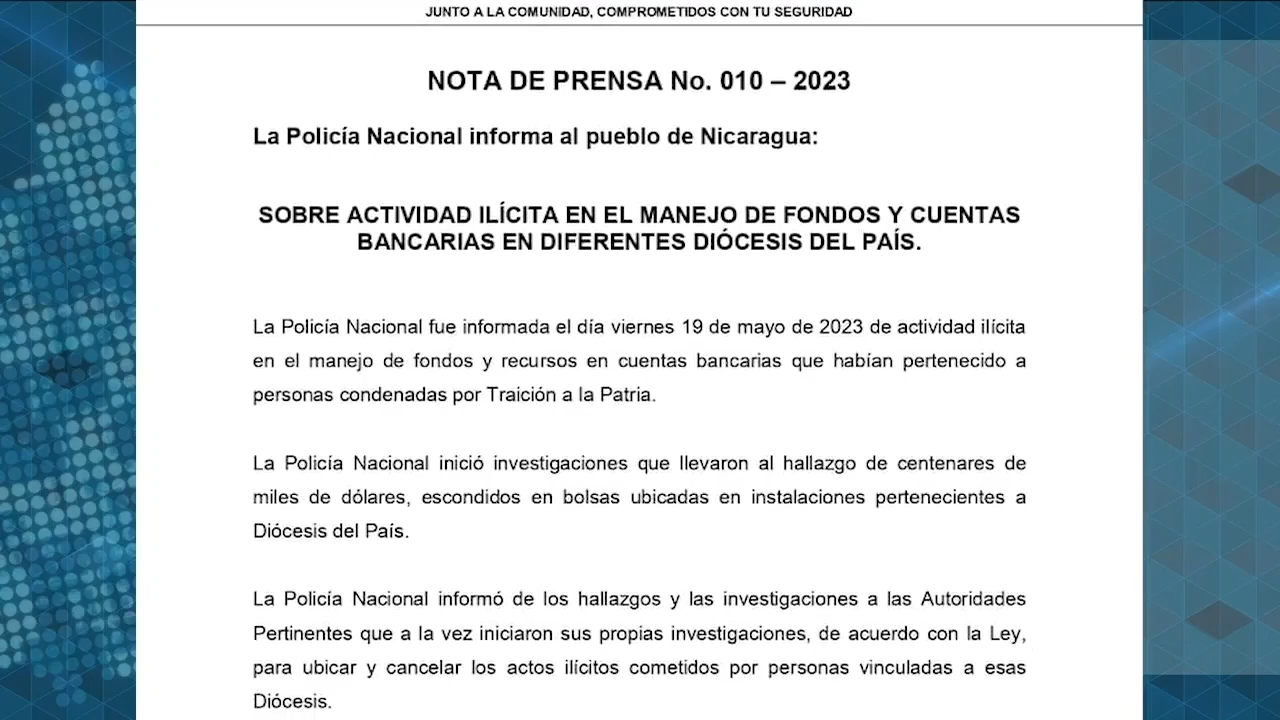 JUNTO A LA COMUNIDAD, COMPROMETIDOS CON TU SEGURIDAD
NOTA DE PRENSA No. 010 – 2023
La Policía Nacional informa al pueblo de Nicaragua:
SOBRE ACTIVIDAD ILÍCITA EN EL MANEJO DE FONDOS Y CUENTAS
BANCARIAS EN DIFERENTES DIÓCESIS DEL PAÍS.
La Policía Nacional fue informada el día viernes 19 de mayo de 2023 de actividad ilícita
en el manejo de fondos y recursos en cuentas bancarias que habían pertenecido a
personas condenadas por Traición a la Patria.
La Policía Nacional inició investigaciones que llevaron al hallazgo de centenares de
miles de dólares, escondidos en bolsas ubicadas en instalaciones pertenecientes a
Diócesis del País.
La Policía Nacional informó de los hallazgos y las investigaciones a las Autoridades
Pertinentes que a la vez iniciaron sus propias investigaciones, de acuerdo con la Ley,
para ubicar y cancelar los actos ilícitos cometidos por personas vinculadas a esas
Diócesis.